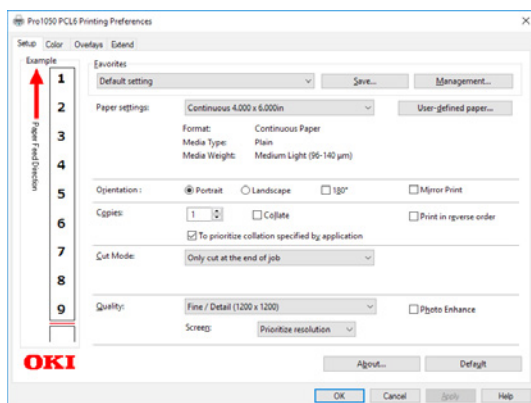 Pro1050 PCL6 Printing Preferences
Setup Color Overlays Extend
Example
1
2
3
4
5
6
7
8
9
Paper Feed Direction
OKI
Favorites
Default setting Save... Management...
Paper settings: Continuous 4.000 x 6.000in User-defined paper...
Format: Continuous Paper
Media Type: Plain
Media Weight: Medium Light (96-140 μm)
Orientation : Portrait Landscape 180° Mirror Print
Copies: 1 Collate Print in reverse order
To prioritize collation specified by application
Cut Mode: Only cut at the end of job
Quality: Fine / Detail (1200 x 1200) Photo Enhance
Screen: Prioritize resolution
About... Default
OK Cancel Apply Help